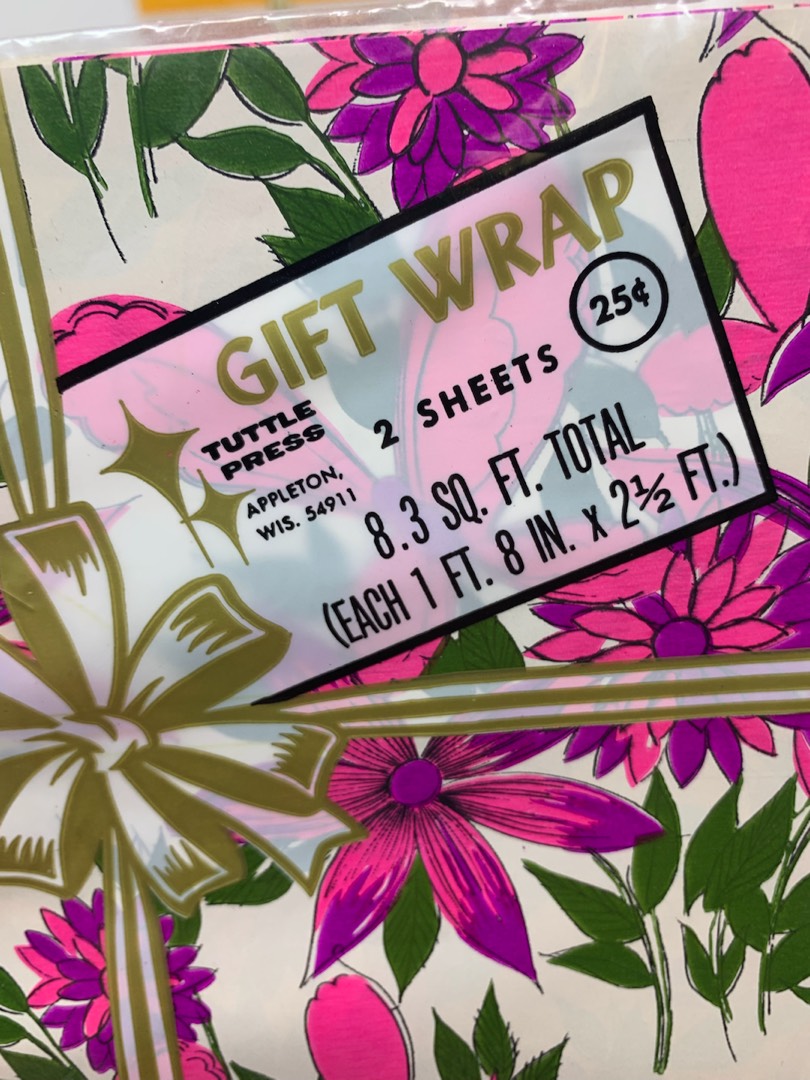 GIFT WRAP
25¢
2 SHEETS
TUTTLE
PRESS
APPLETON,
WIS. 54911
8.3 SQ. FT. TOTAL
(EACH 1 FT. 8 IN. x 2½ FT.)